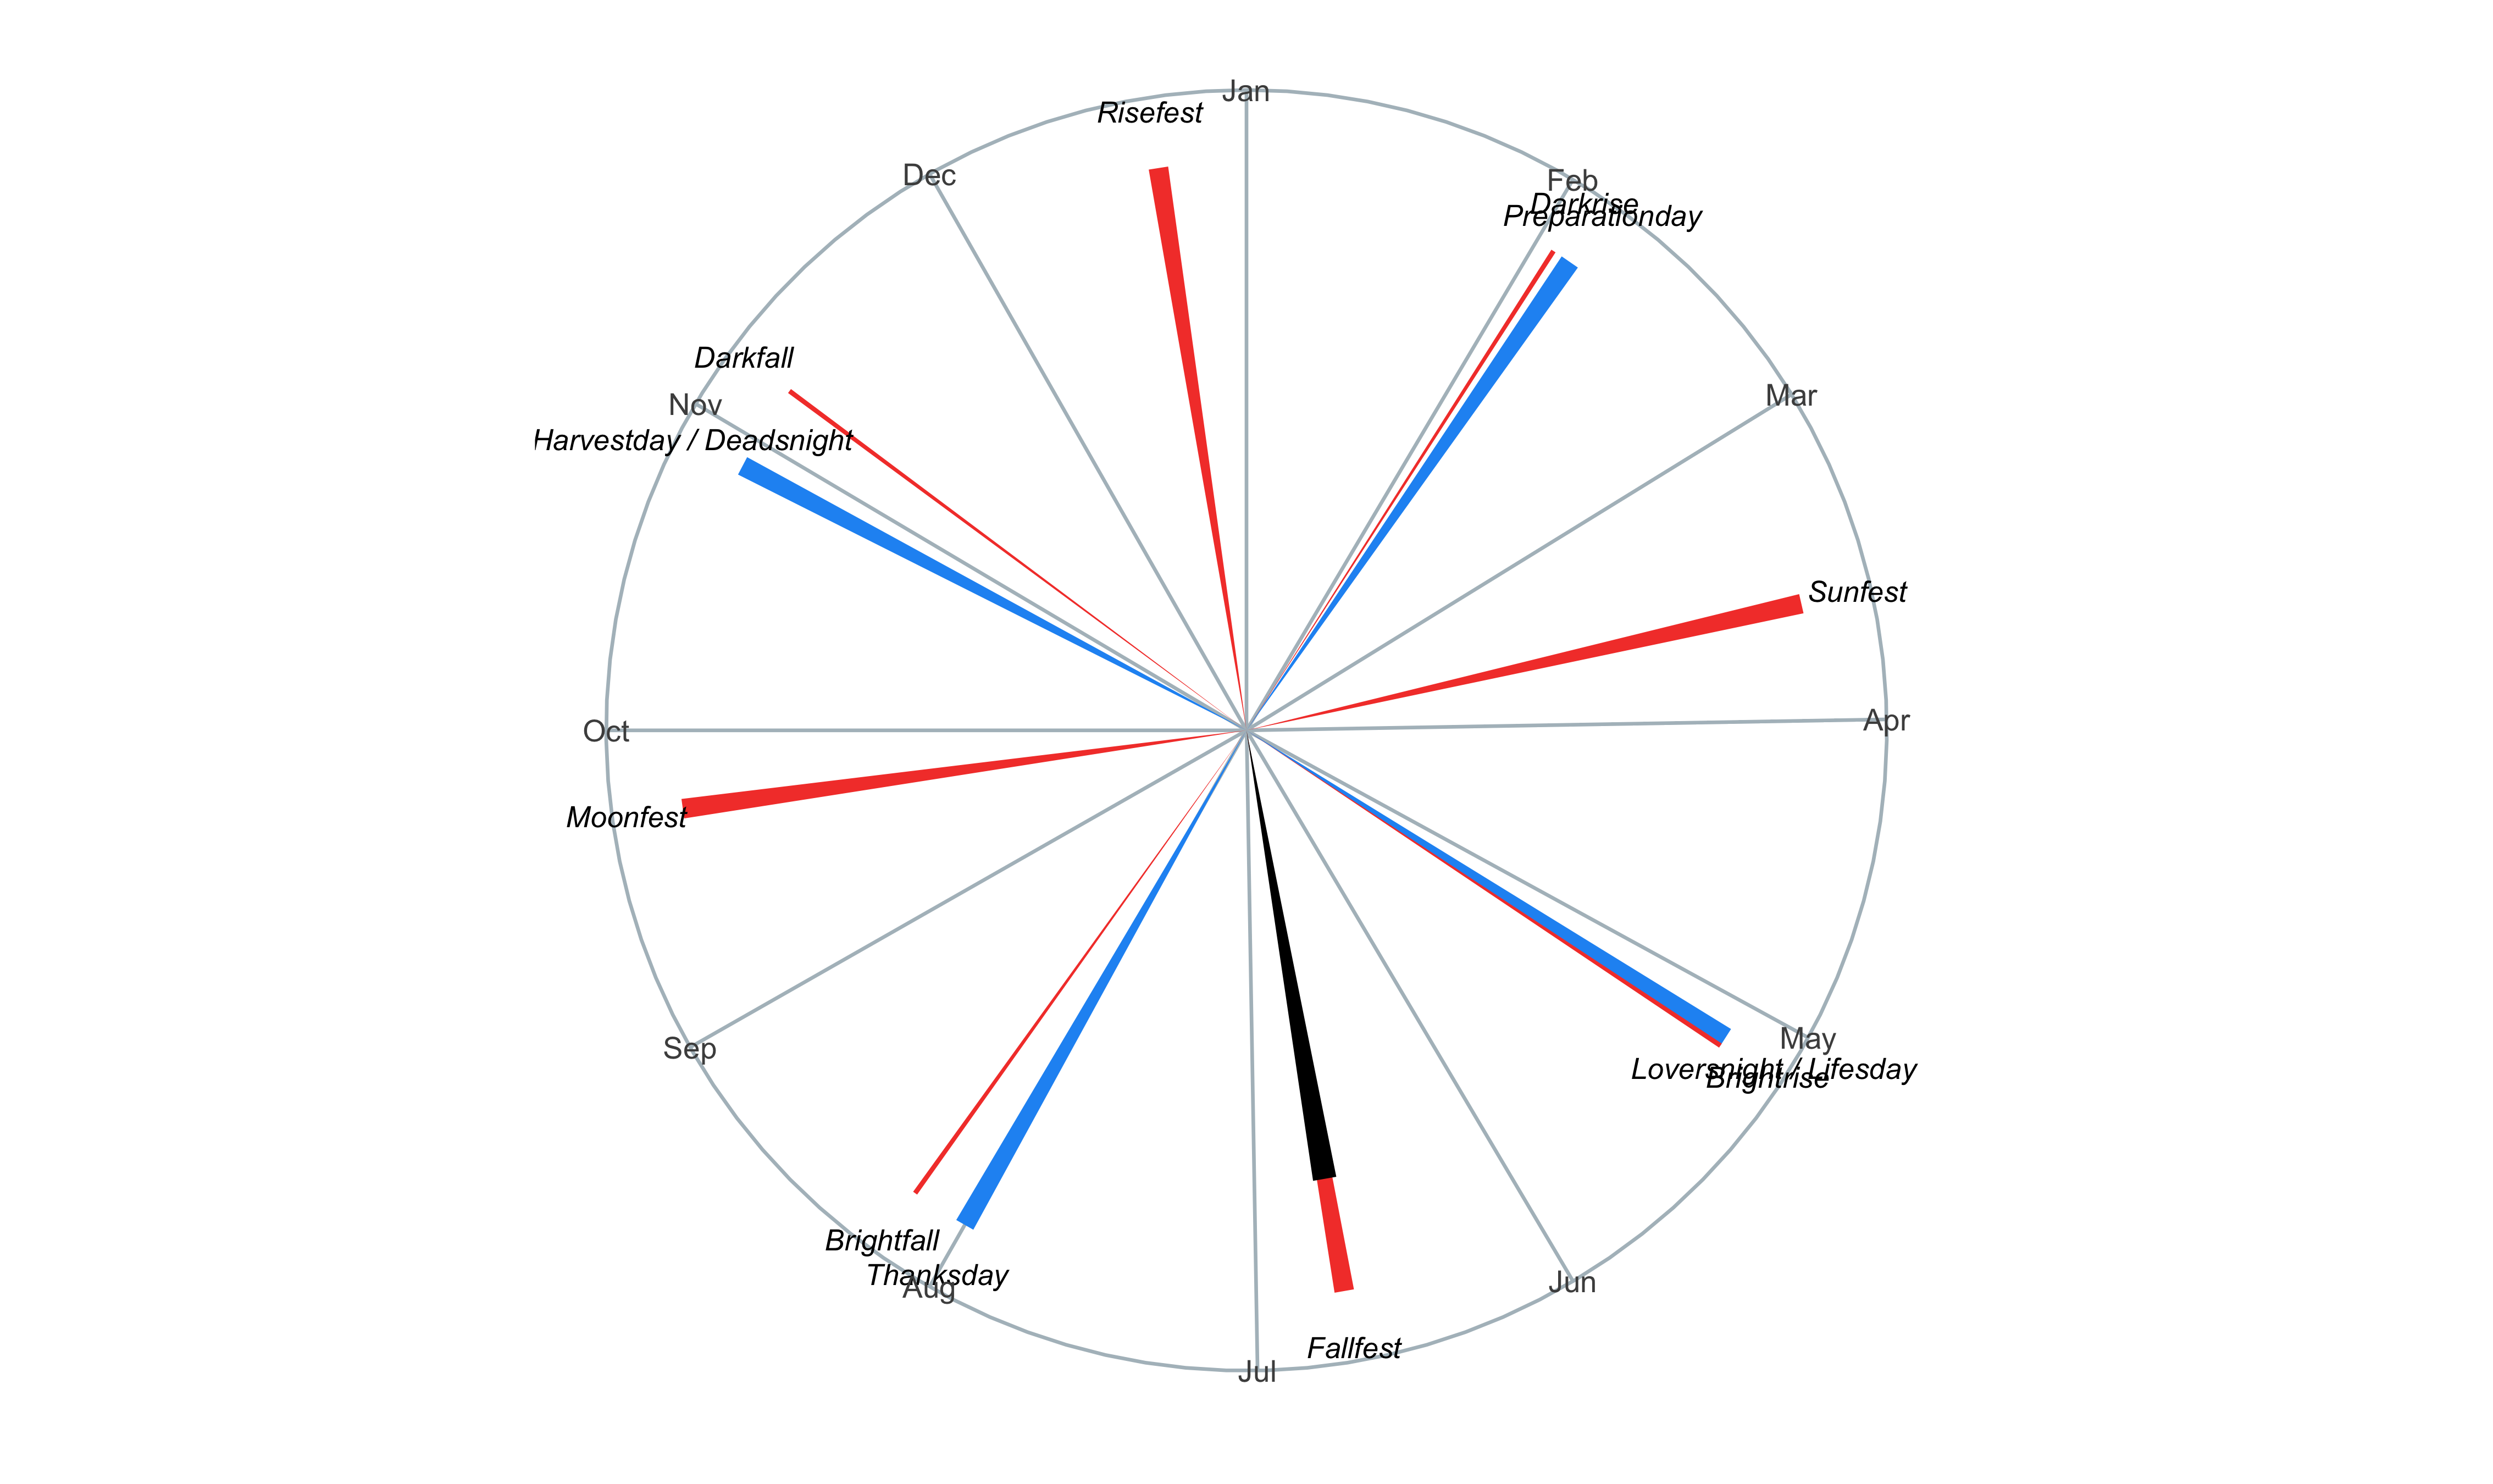 Jan
Risefest
Dec
Feb
Darkrise
Preparationday
Darkfall
Mar
Nov
Harvestday / Deadsnight
Sunfest
Apr
Oct
Moonfest
May
Sep
Loversnight / Lifesday
Brightrise
Brightfall
Thanksday
Aug
Jun
Fallfest
Jul